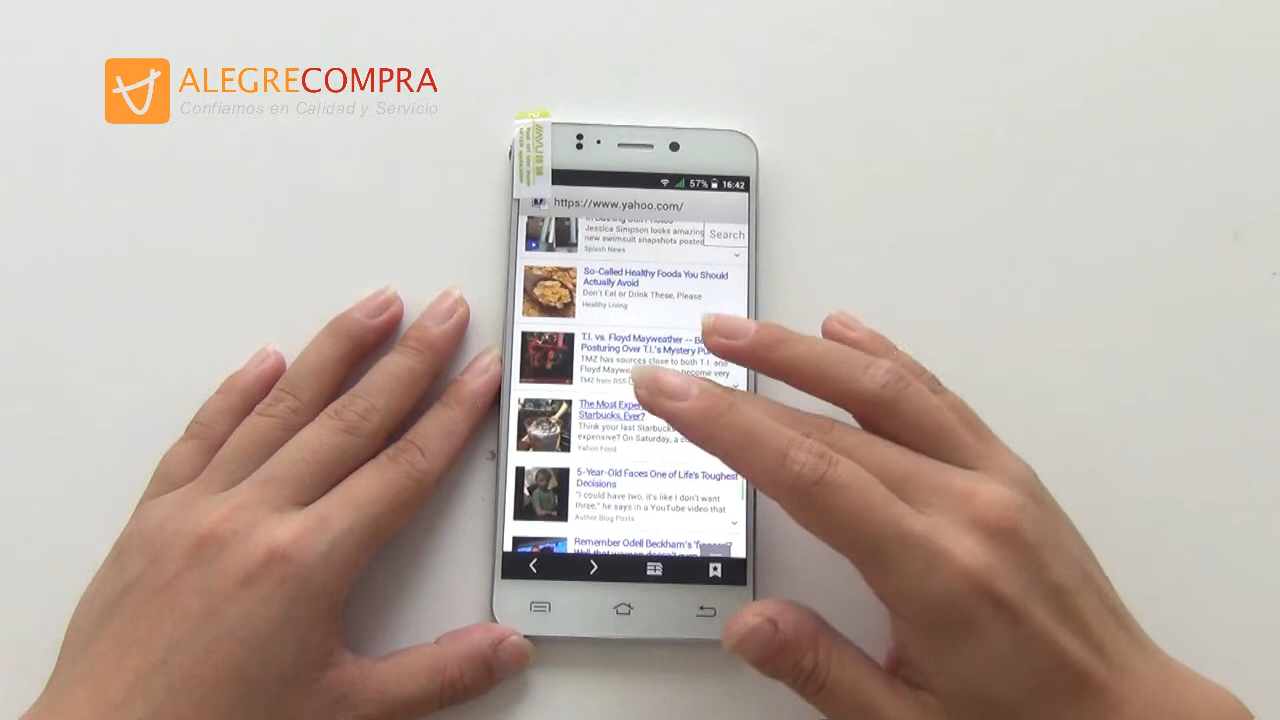 ALEGRECOMPRA
Confiamos en Calidad y Servicio
57% 16:42
https://www.yahoo.com/
Search
Jessica Simpson looks amazing
new swimsuit snapshots posted
Splash News
So-Called Healthy Foods You Should
Actually Avoid
Don't Eat or Drink These, Please
Healthy Living
T.I. vs. Floyd Mayweather --
Posturing Over T.I.'s Mystery
TMZ has sources close to both T.I. and
Floyd become very
TMZ from RSS
The Most
Starbucks, Ever?
Think your last Starbucks
expensive? On Saturday, a
Yahoo Food
5-Year-Old Faces One of Life's Toughest
Decisions
"I could have two, it's like I don't want
three," he says in a YouTube video that
Author Blog Posts
Remember Odell Beckham's